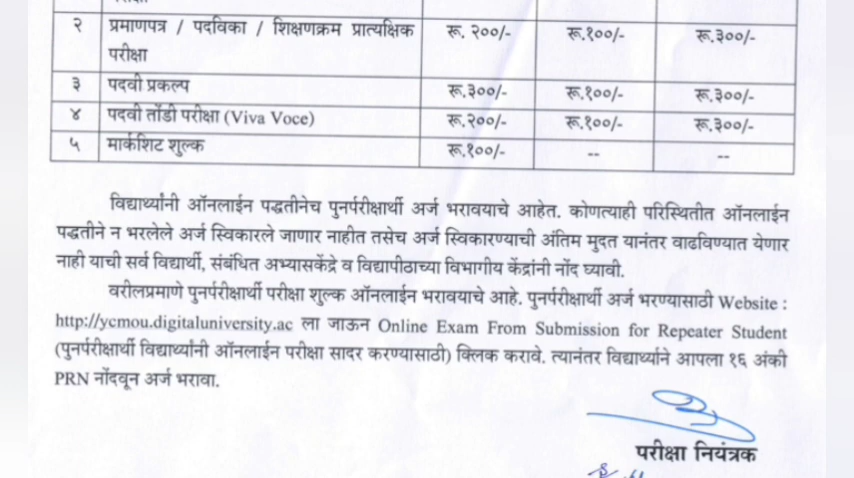 २ प्रमाणपत्र / पदविका / शिक्षणक्रम प्रात्यक्षिक रू. २००/- रू.१००/- रू.३००/-
परीक्षा
३ पदवी प्रकल्प रू.३००/- रू.१००/- रू.३००/-
४ पदवी तोंडी परीक्षा (Viva Voce) रू.२००/- रू.१००/- रू.३००/-
५ मार्कशिट शुल्क रू.१००/- -- --
विद्यार्थ्यांनी ऑनलाईन पद्धतीनेच पुनर्परीक्षार्थी अर्ज भरावयाचे आहेत. कोणत्याही परिस्थितीत ऑनलाईन
पद्धतीने न भरलेले अर्ज स्विकारले जाणार नाहीत तसेच अर्ज स्विकारण्याची अंतिम मुदत यानंतर वाढविण्यात येणार
नाही याची सर्व विद्यार्थी, संबंधित अभ्यासकेंद्रे व विद्यापीठाच्या विभागीय केंद्रांनी नोंद घ्यावी.
वरीलप्रमाणे पुनर्परीक्षार्थी परीक्षा शुल्क ऑनलाईन भरावयाचे आहे. पुनर्परीक्षार्थी अर्ज भरण्यासाठी Website :
http://ycmou.digitaluniversity.ac ला जाऊन Online Exam From Submission for Repeater Student
(पुनर्परीक्षार्थी विद्यार्थ्यांनी ऑनलाईन परीक्षा सादर करण्यासाठी) क्लिक करावे. त्यानंतर विद्यार्थ्याने आपला १६ अंकी
PRN नोंदवून अर्ज भरावा.
परीक्षा नियंत्रक